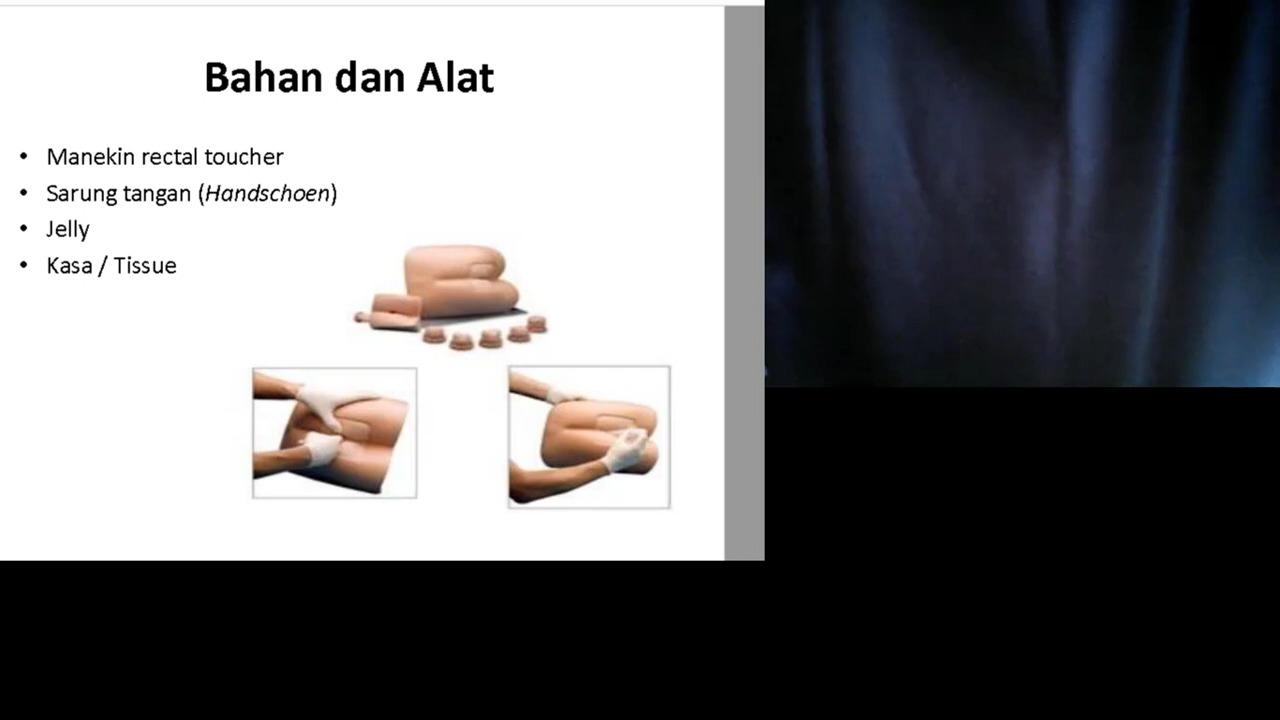 Bahan dan Alat
• Manekin rectal toucher
• Sarung tangan (Handschoen)
• Jelly
• Kasa / Tissue